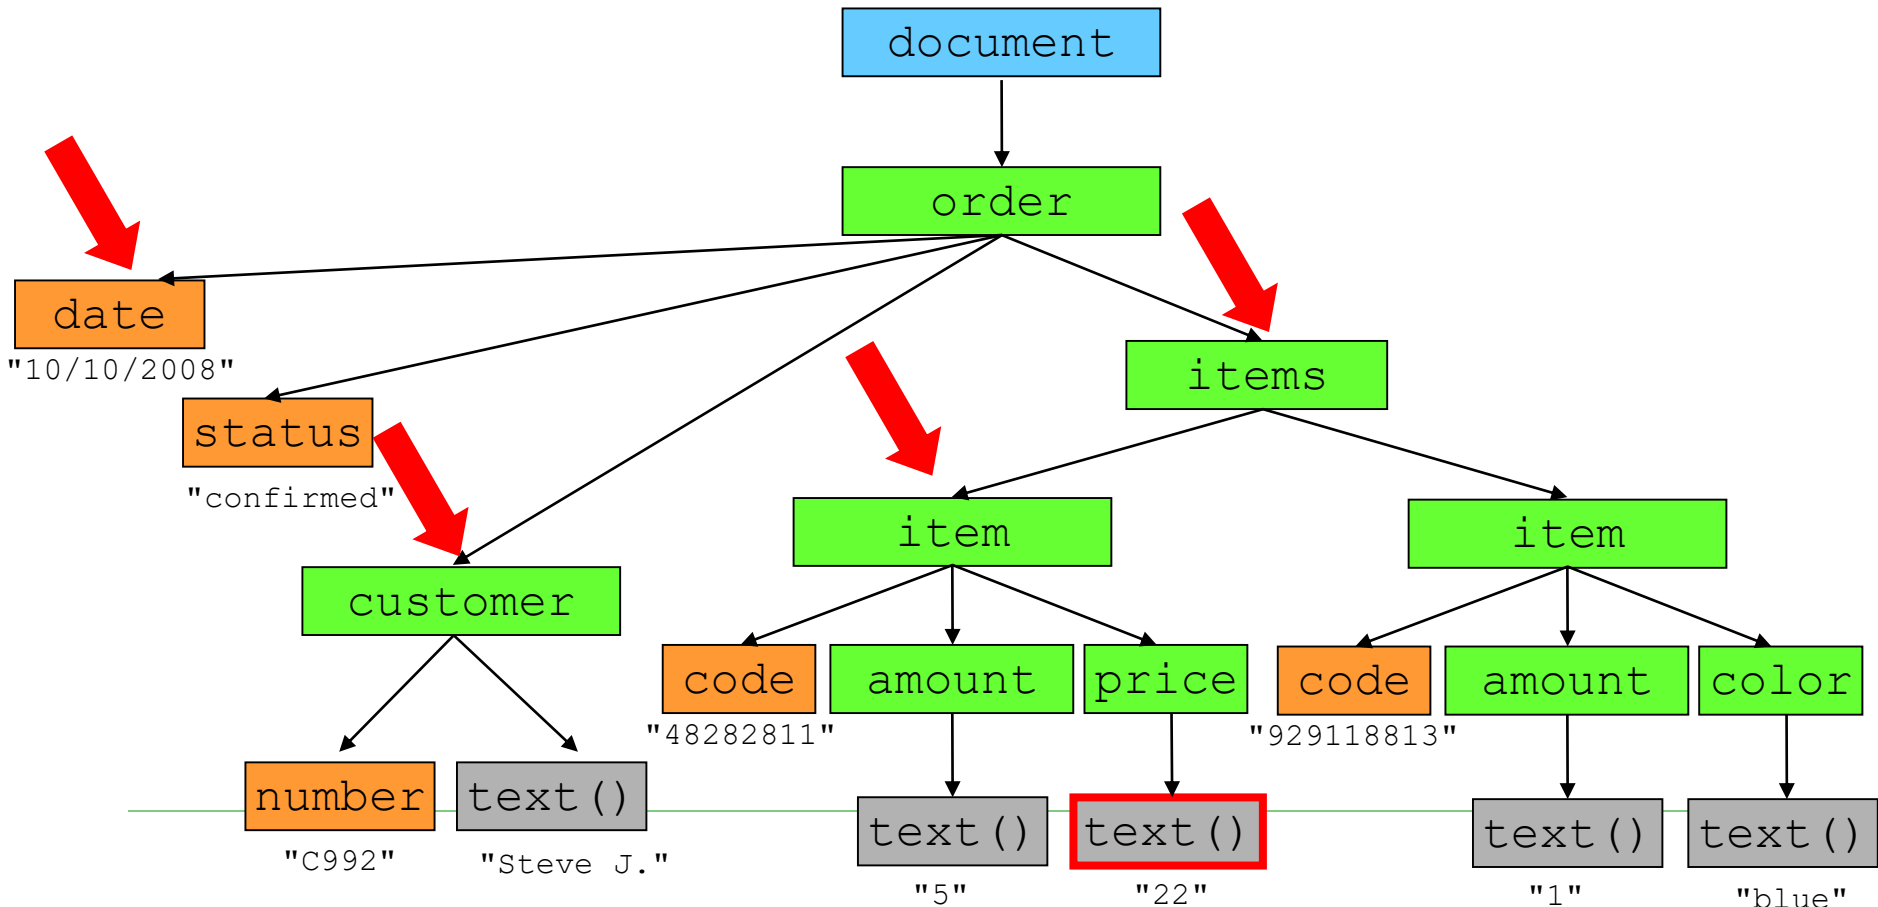 document
order
date
"10/10/2008"
items
status
"confirmed"
item
item
customer
code
amount
price
code
amount
color
"48282811"
"929118813"
number
text()
text()
text()
text()
text()
"C992"
"Steve J."
"5"
"22"
"1"
"blue"